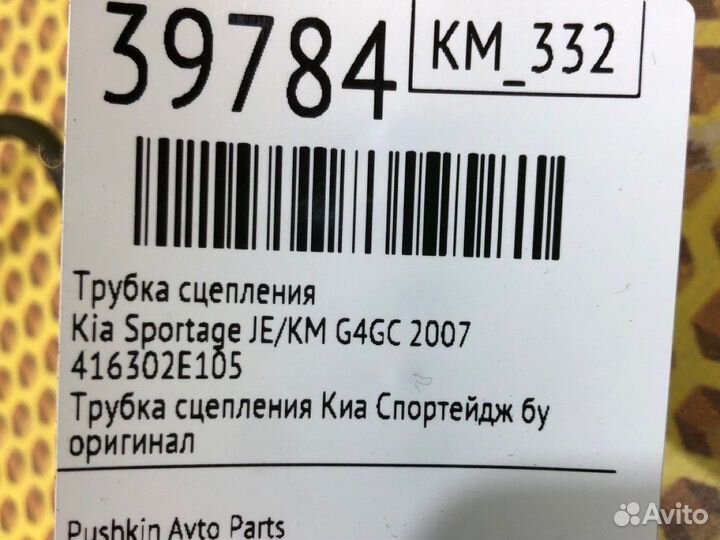 39784
KM_332
Трубка сцепления
Kia Sportage JE/KM G4GC 2007
416302E105
Трубка сцепления Киа Спортейдж бу
оригинал
Pushkin Avto Parts
Avito